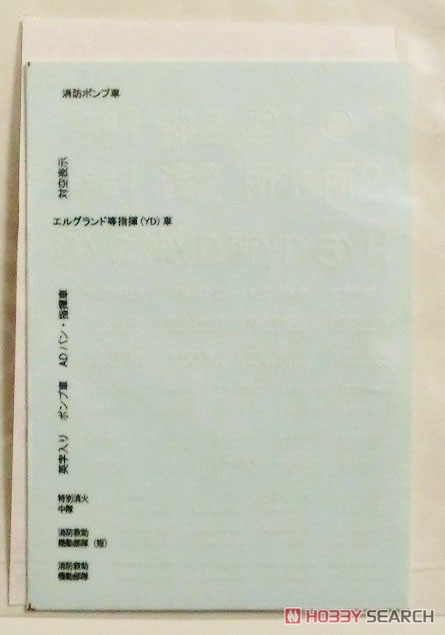 消防ポンプ車
対空表示
エルグランド等指揮(YD)車
英字入り ポンプ車 ADバン・指揮車
特別消火
中隊
消防救助
機動部隊 (短)
消防救助
機動部隊
HOBBY SEARCH